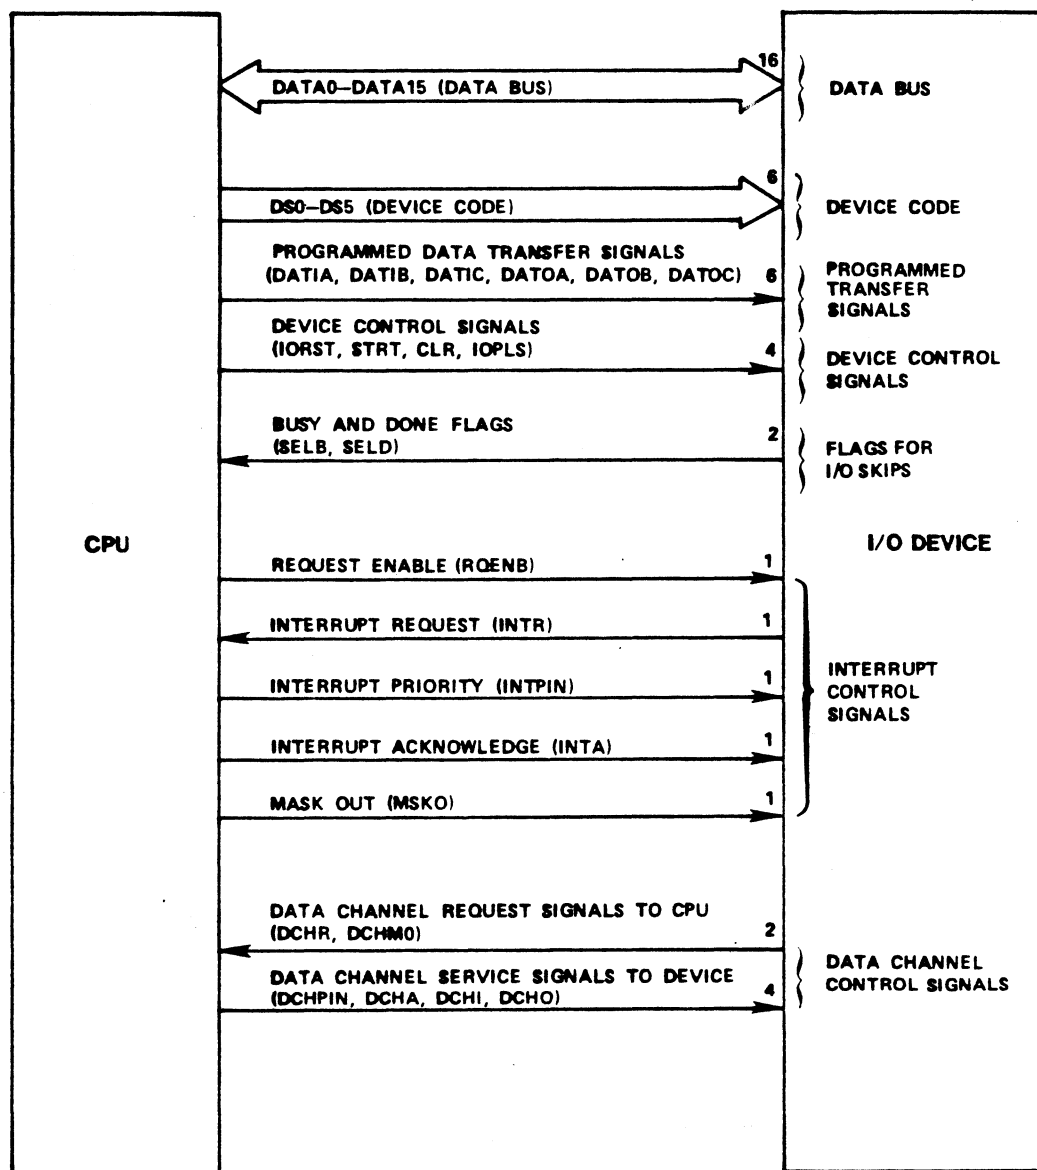 16
DATA0—DATA15 (DATA BUS)
DATA BUS
6
DS0—DS5 (DEVICE CODE)
DEVICE CODE
PROGRAMMED DATA TRANSFER SIGNALS
(DATIA, DATIB, DATIC, DATOA, DATOB, DATOC)
6
PROGRAMMED
TRANSFER
SIGNALS
DEVICE CONTROL SIGNALS
(IORST, STRT, CLR, IOPLS)
4
DEVICE CONTROL
SIGNALS
BUSY AND DONE FLAGS
(SELB, SELD)
2
FLAGS FOR
I/O SKIPS
CPU
I/O DEVICE
REQUEST ENABLE (RQENB)
1
INTERRUPT REQUEST (INTR)
1
INTERRUPT PRIORITY (INTPIN)
1
INTERRUPT
CONTROL
SIGNALS
INTERRUPT ACKNOWLEDGE (INTA)
1
MASK OUT (MSKO)
1
DATA CHANNEL REQUEST SIGNALS TO CPU
(DCHR, DCHM0)
2
DATA CHANNEL SERVICE SIGNALS TO DEVICE
(DCHPIN, DCHA, DCHI, DCHO)
4
DATA CHANNEL
CONTROL SIGNALS